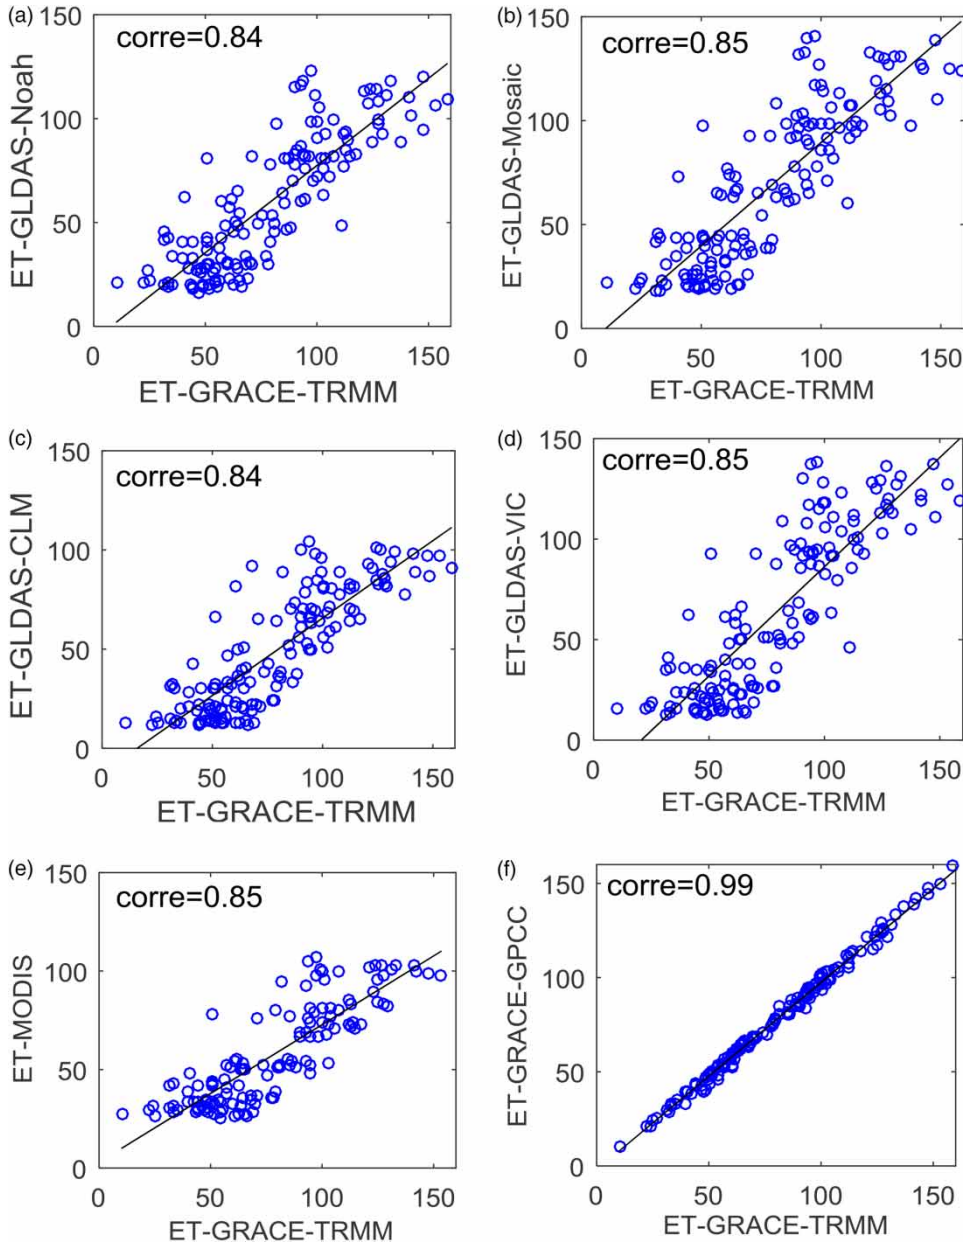 (a)
corre=0.84
ET-GLDAS-Noah
150
100
50
0
0 50 100 150
ET-GRACE-TRMM
(b)
corre=0.85
ET-GLDAS-Mosaic
150
100
50
0
0 50 100 150
ET-GRACE-TRMM
(c)
corre=0.84
ET-GLDAS-CLM
150
100
50
0
0 50 100 150
ET-GRACE-TRMM
(d)
corre=0.85
ET-GLDAS-VIC
150
100
50
0
0 50 100 150
ET-GRACE-TRMM
(e)
corre=0.85
ET-MODIS
150
100
50
0
0 50 100 150
ET-GRACE-TRMM
(f)
corre=0.99
ET-GRACE-GPCC
150
100
50
0
0 50 100 150
ET-GRACE-TRMM